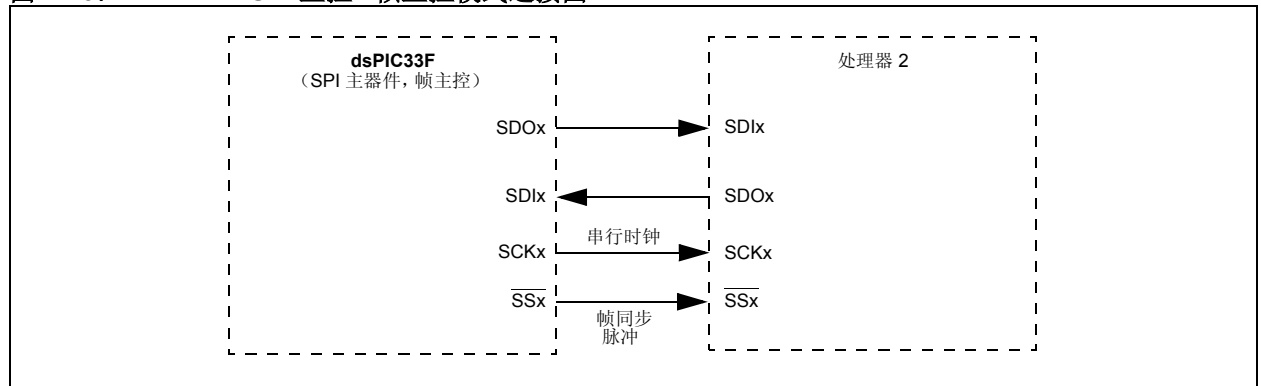 dsPIC33F
（SPI 主器件，帧主控）
处理器 2
SDOx
SDIx
SDIx
SDOx
SCKx
串行时钟
SCKx
SSx
帧同步
脉冲
SSx